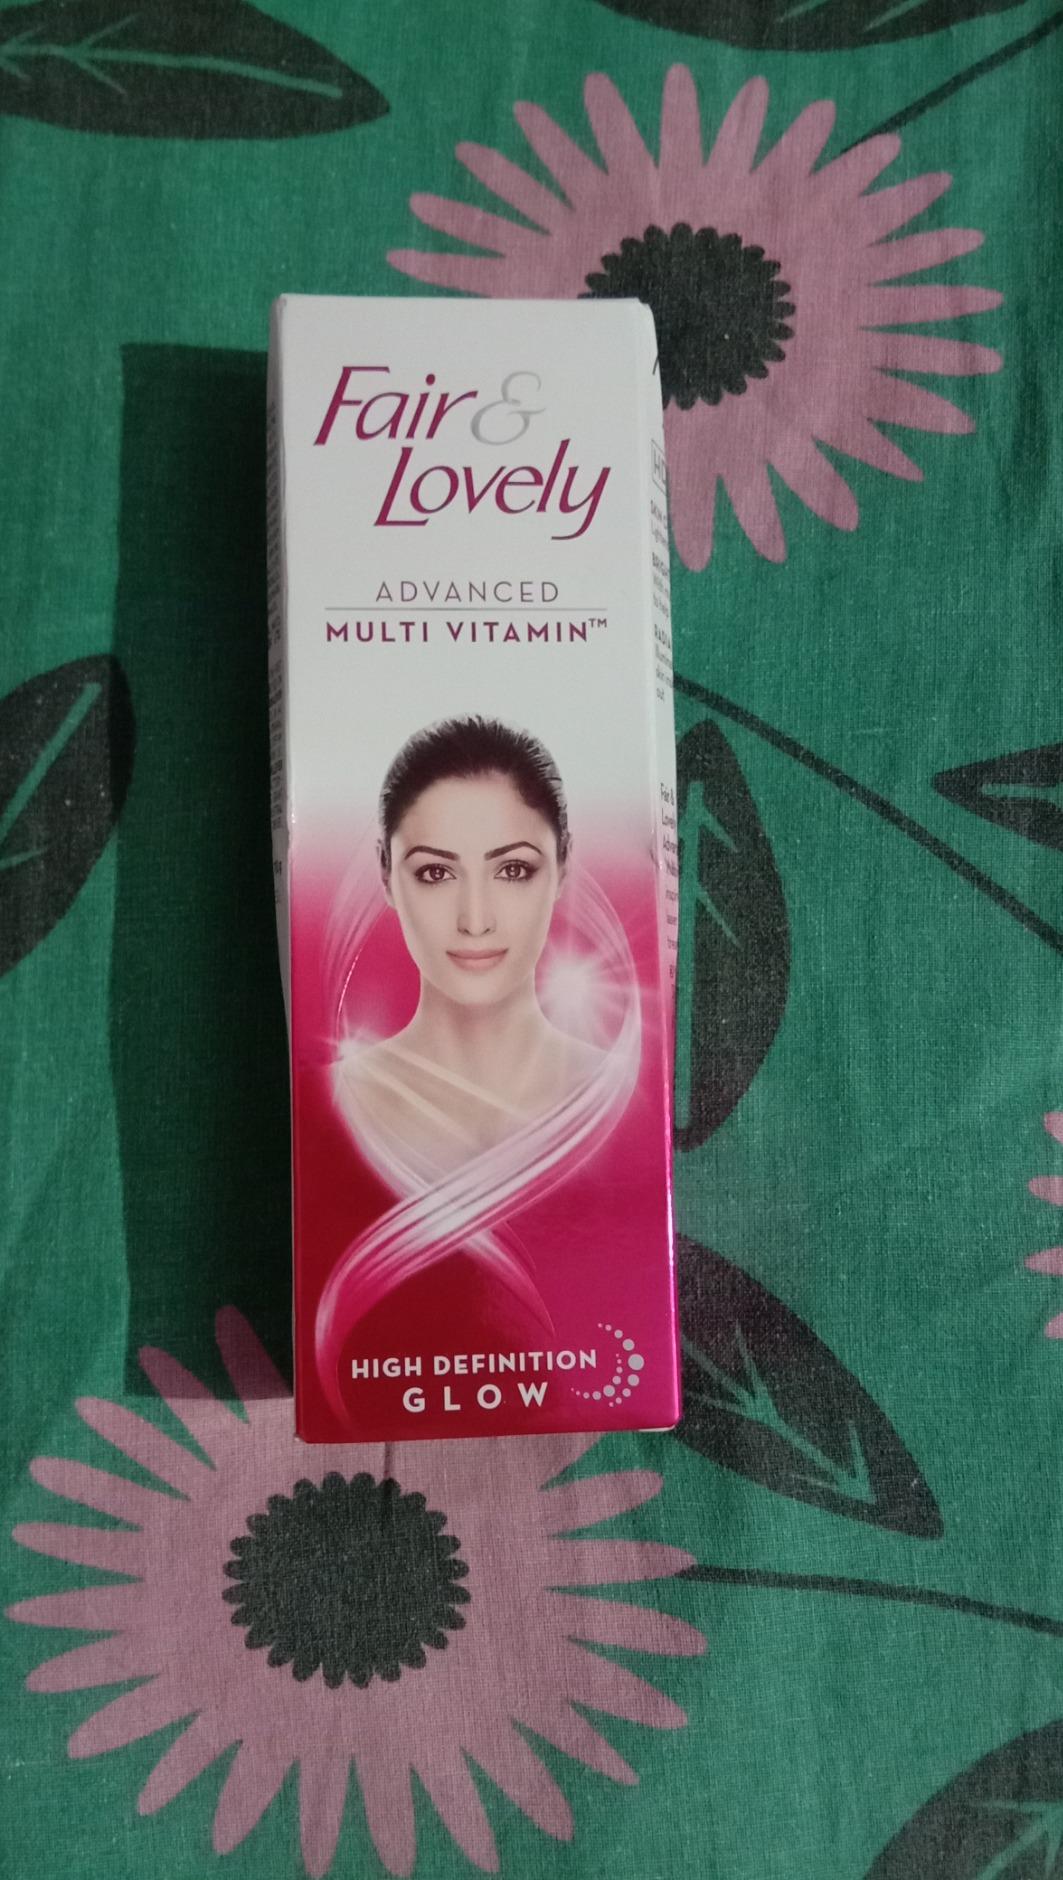 Fair &
Lovely
ADVANCED
MULTI VITAMIN™
HIGH DEFINITION
GLOW